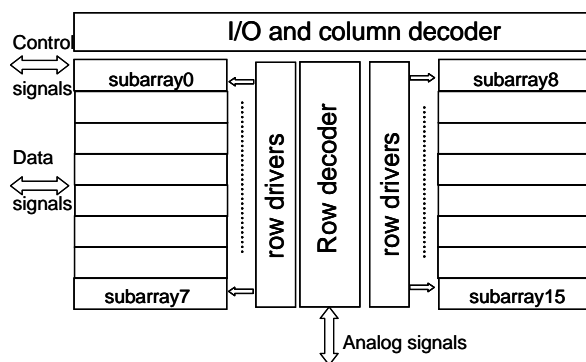 I/O and column decoder
Control
signals
subarray0
Data
signals
subarray7
row drivers
Row decoder
row drivers
subarray8
subarray15
Analog signals